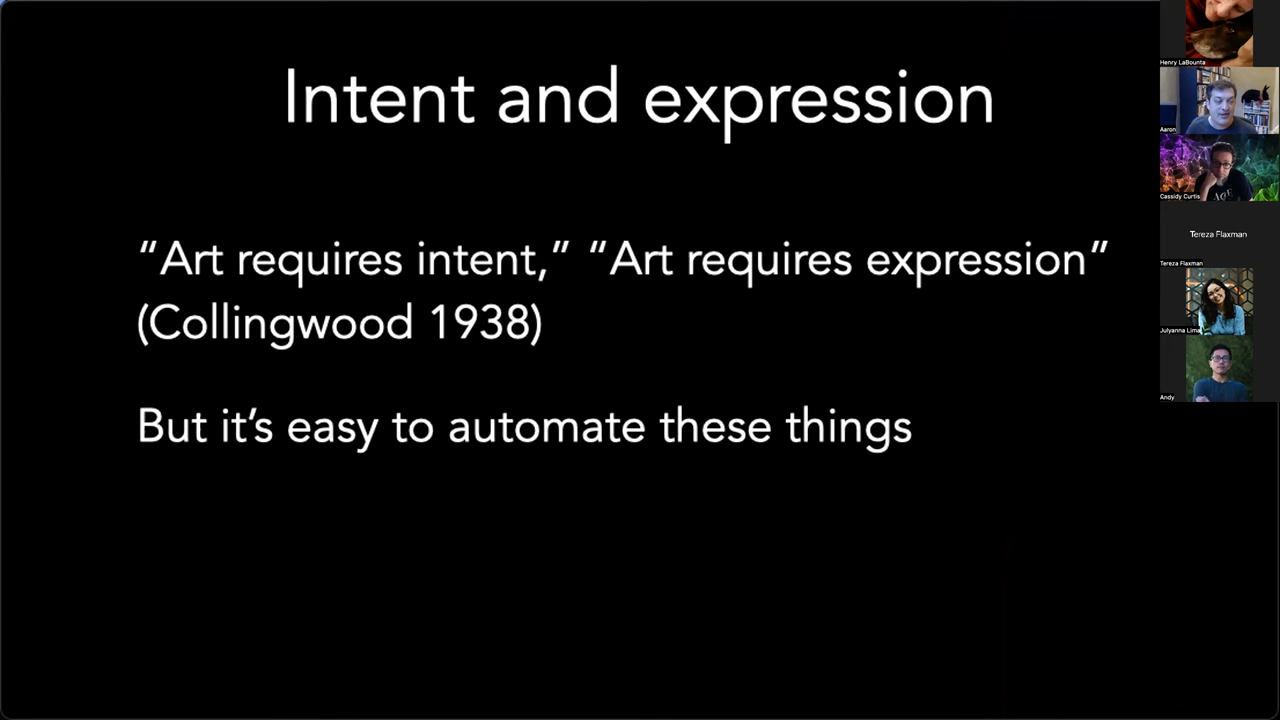 Intent and expression
“Art requires intent,” “Art requires expression”
(Collingwood 1938)
But it’s easy to automate these things
Henry LaBounta
Aaron
Cassidy Curtis
Tereza Flaxman
Tereza Flaxman
Julyanna Lima
Andy